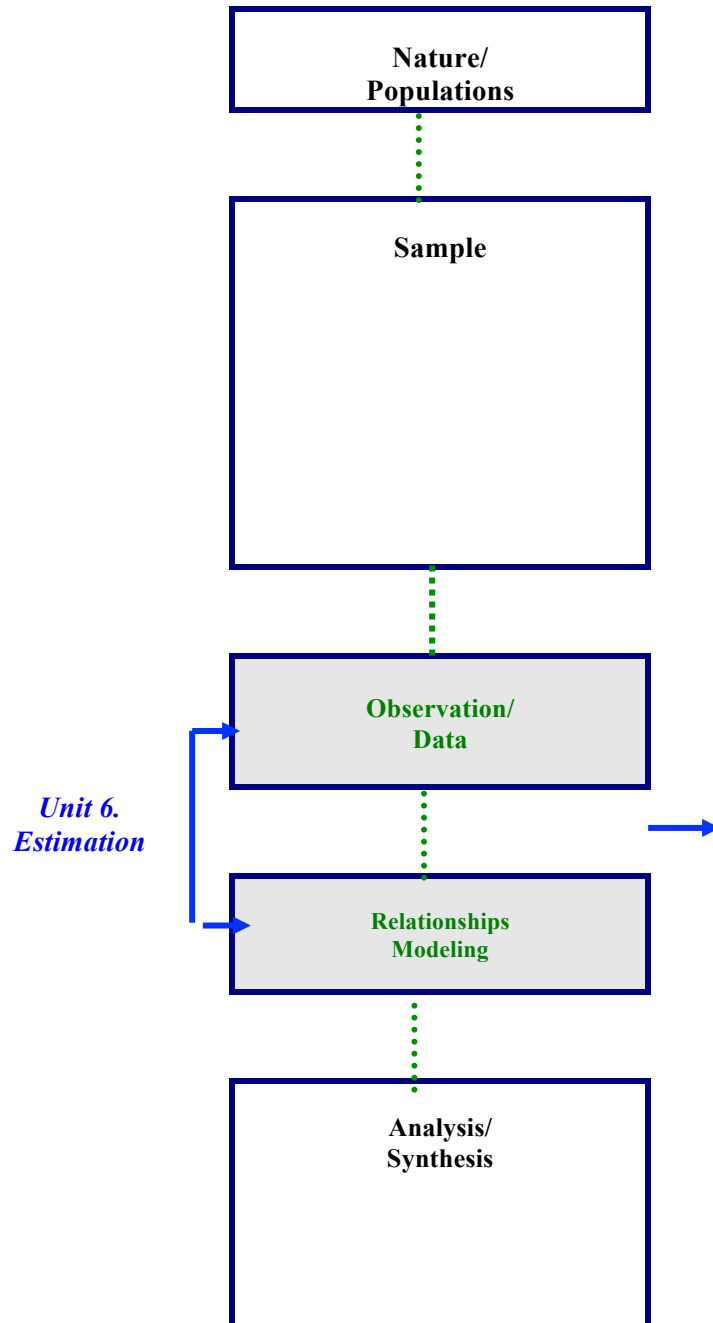 Nature/
Populations
Sample
Observation/
Data
Unit 6.
Estimation
Relationships
Modeling
Analysis/
Synthesis